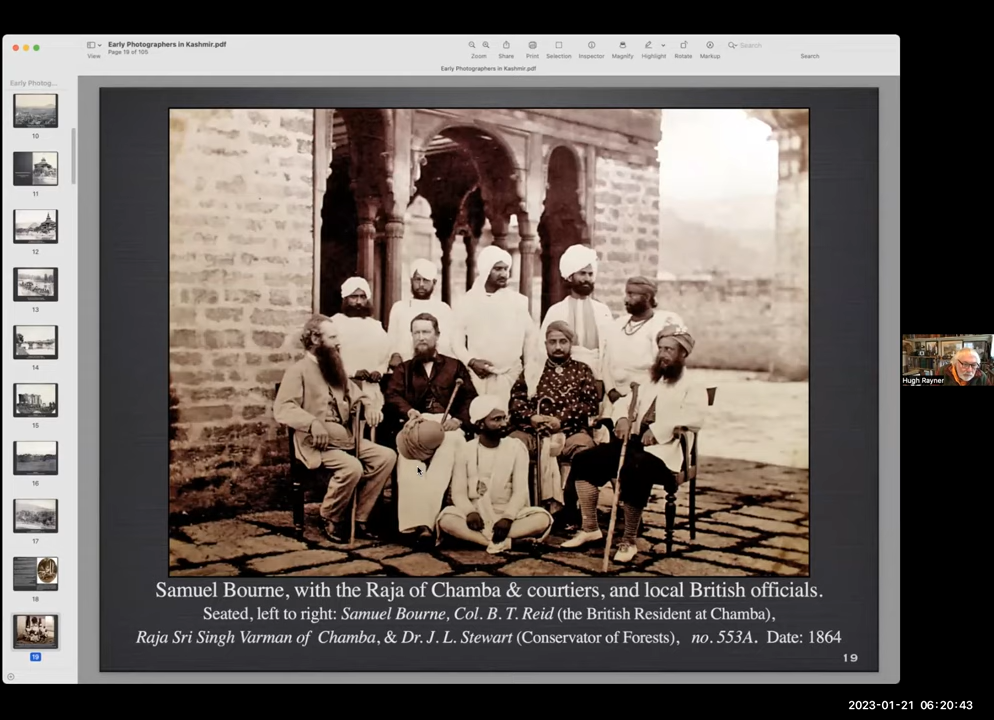 Early Photographers in Kashmir.pdf
Page 19 of 105
View
Zoom
Share
Print
Selection
Inspector
Magnify
Highlight
Rotate
Markup
Search
Search
Early Photographers in Kashmir.pdf
Early Photog...
10
11
12
13
14
15
16
17
18
19
Samuel Bourne, with the Raja of Chamba & courtiers, and local British officials.
Seated, left to right: Samuel Bourne, Col. B. T. Reid (the British Resident at Chamba),
Raja Sri Singh Varman of Chamba, & Dr. J. L. Stewart (Conservator of Forests), no. 553A. Date: 1864
19
Hugh Rayner
2023-01-21 06:20:43